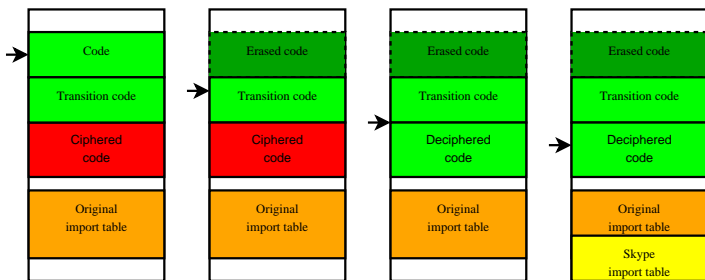 Code
Transition code
Ciphered
code
Original
import table
Erased code
Transition code
Ciphered
code
Original
import table
Erased code
Transition code
Deciphered
code
Original
import table
Erased code
Transition code
Deciphered
code
Original
import table
Skype
import table